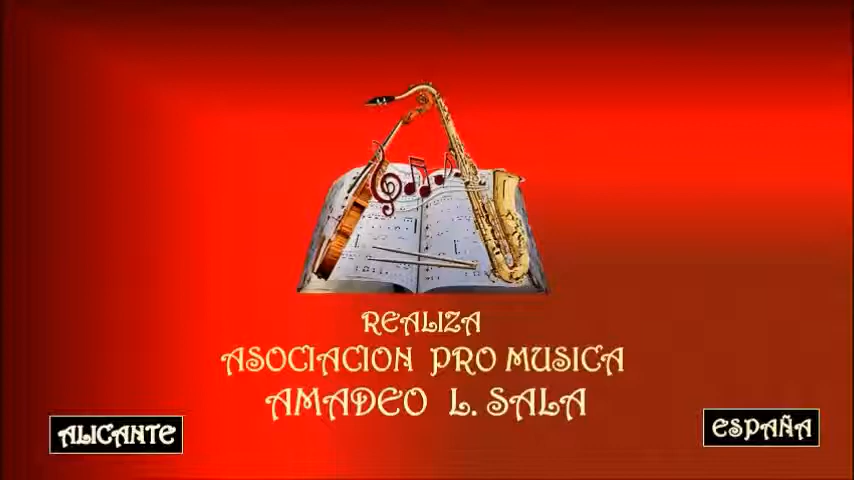 REALIZA
ASOCIACION PRO MUSICA
AMADEO L. SALA
ALICANTE
ESPAÑA